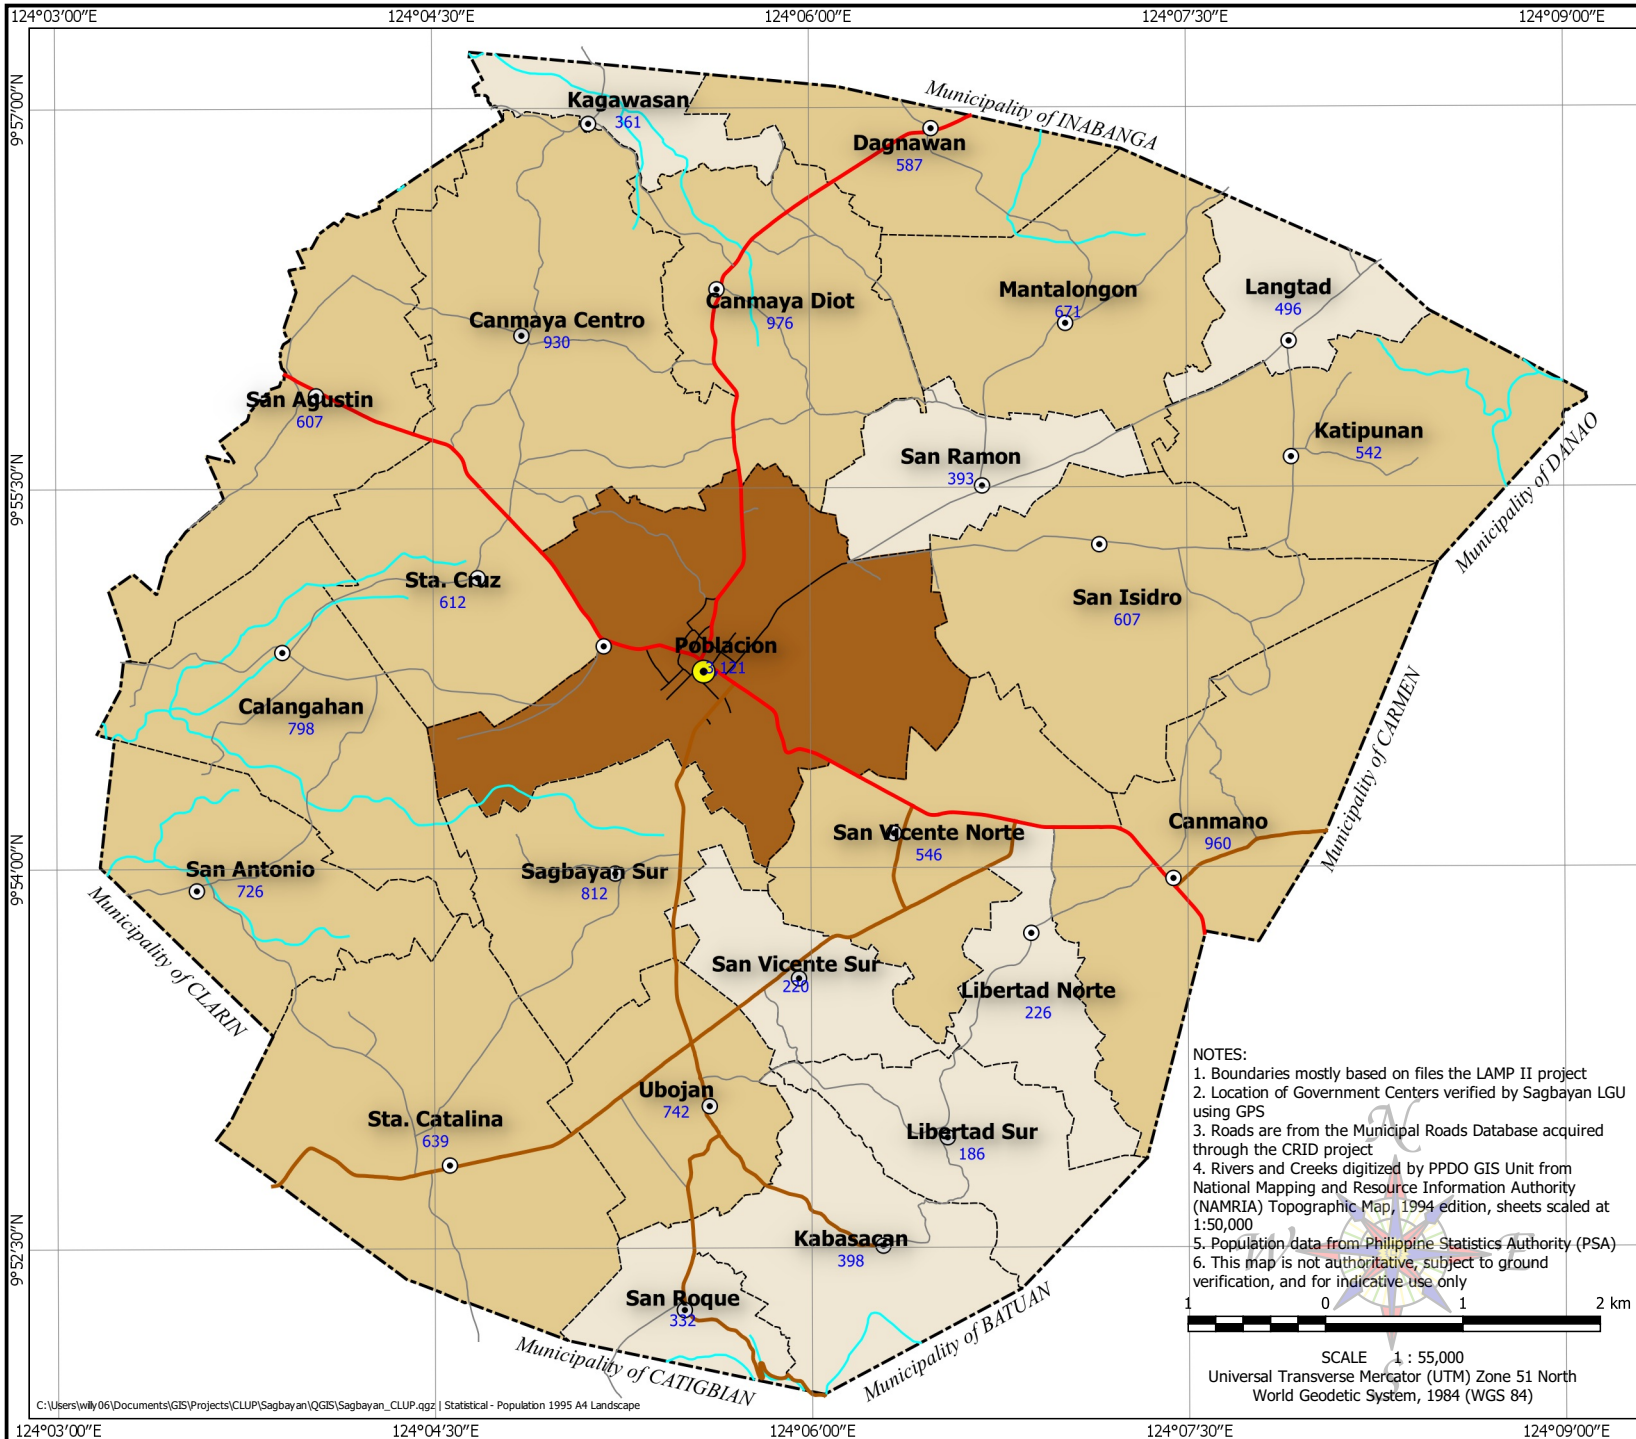 124°03'00"E
124°04'30"E
124°06'00"E
124°07'30"E
124°09'00"E
9°57'00"N
9°55'30"N
9°54'00"N
9°52'30"N
Municipality of INABANGA
Kagawasan
361
Dagnawan
587
Mantalongon
671
Langtad
496
Canmaya Diot
976
Canmaya Centro
930
San Agustin
607
Katipunan
542
Municipality of DANAO
San Ramon
393
Sta. Cruz
612
San Isidro
607
Poblacion
3 121
Calangahan
798
Municipality of CARMEN
San Vicente Norte
546
Canmano
960
San Antonio
726
Sagbayan Sur
812
Municipality of CLARIN
San Vicente Sur
220
Libertad Norte
226
Ubojan
742
Sta. Catalina
639
Libertad Sur
186
Kabasacan
398
San Roque
332
Municipality of BATUAN
Municipality of CATIGBIAN
NOTES:
1. Boundaries mostly based on files the LAMP II project
2. Location of Government Centers verified by Sagbayan LGU
using GPS
3. Roads are from the Municipal Roads Database acquired
through the CRID project
4. Rivers and Creeks digitized by PPDO GIS Unit from
National Mapping and Resource Information Authority
(NAMRIA) Topographic Map, 1994 edition, sheets scaled at
1:50,000
5. Population data from Philippine Statistics Authority (PSA)
6. This map is not authoritative, subject to ground
verification, and for indicative use only
N
W
E
S
1 0 1 2 km
SCALE 1 : 55,000
Universal Transverse Mercator (UTM) Zone 51 North
World Geodetic System, 1984 (WGS 84)
C:\Users\willy06\Documents\GIS\Projects\CLUP\Sagbayan\QGIS\Sagbayan_CLUP.qgz | Statistical - Population 1995 A4 Landscape
124°03'00"E
124°04'30"E
124°06'00"E
124°07'30"E
124°09'00"E